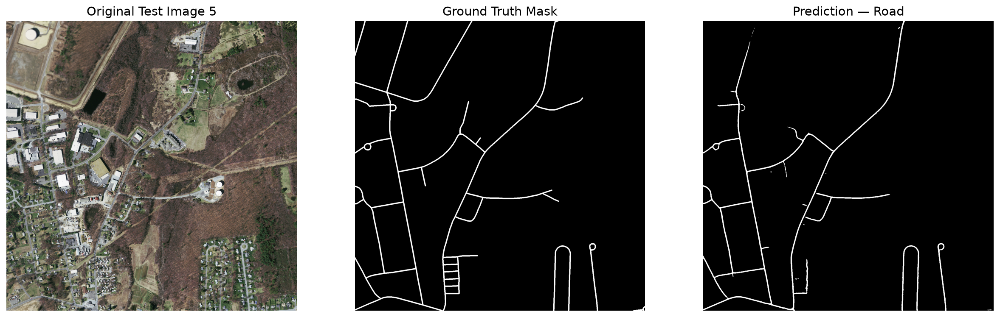 Original Test Image 5
Ground Truth Mask
Prediction — Road